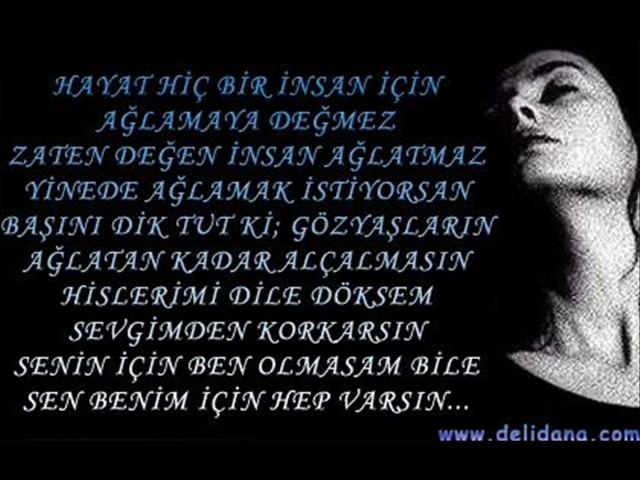 HAYAT HİÇ BİR İNSAN İÇİN
AĞLAMAYA DEĞMEZ
ZATEN DEĞEN İNSAN AĞLATMAZ
YİNEDE AĞLAMAK İSTİYORSAN
BAŞINI DİK TUT Kİ; GÖZYAŞLARIN
AĞLATAN KADAR ALÇALMASIN
HİSLERİMİ DİLE DÖKSEM
SEVGİMDEN KORKARSIN
SENİN İÇİN BEN OLMASAM BİLE
SEN BENİM İÇİN HEP VARSIN...
www.delidana.com